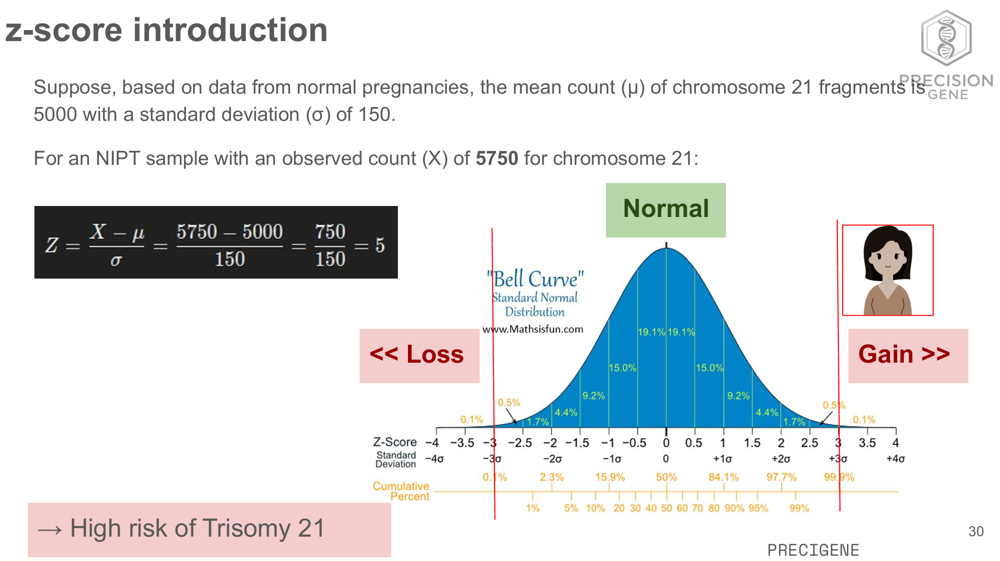 z-score introduction
PRECISION
GENE
Suppose, based on data from normal pregnancies, the mean count (μ) of chromosome 21 fragments is
5000 with a standard deviation (σ) of 150.
For an NIPT sample with an observed count (X) of 5750 for chromosome 21:
Z = X − μ / σ = 5750 − 5000 / 150 = 750 / 150 = 5
Normal
"Bell Curve"
Standard Normal
Distribution
www.Mathsisfun.com
<< Loss
Gain >>
19.1% 19.1%
15.0% 15.0%
9.2% 9.2%
0.5% 0.5%
4.4% 4.4%
0.1% 1.7% 1.7% 0.1%
Z-Score −4 −3.5 −3 −2.5 −2 −1.5 −1 −0.5 0 0.5 1 1.5 2 2.5 3 3.5 4
Standard
Deviation −4σ −3σ −2σ −1σ 0 +1σ +2σ +3σ +4σ
0.1% 2.3% 15.9% 50% 84.1% 97.7% 99.9%
Cumulative
Percent
1% 5% 10% 20 30 40 50 60 70 80 90% 95% 99%
→ High risk of Trisomy 21
30
PRECIGENE